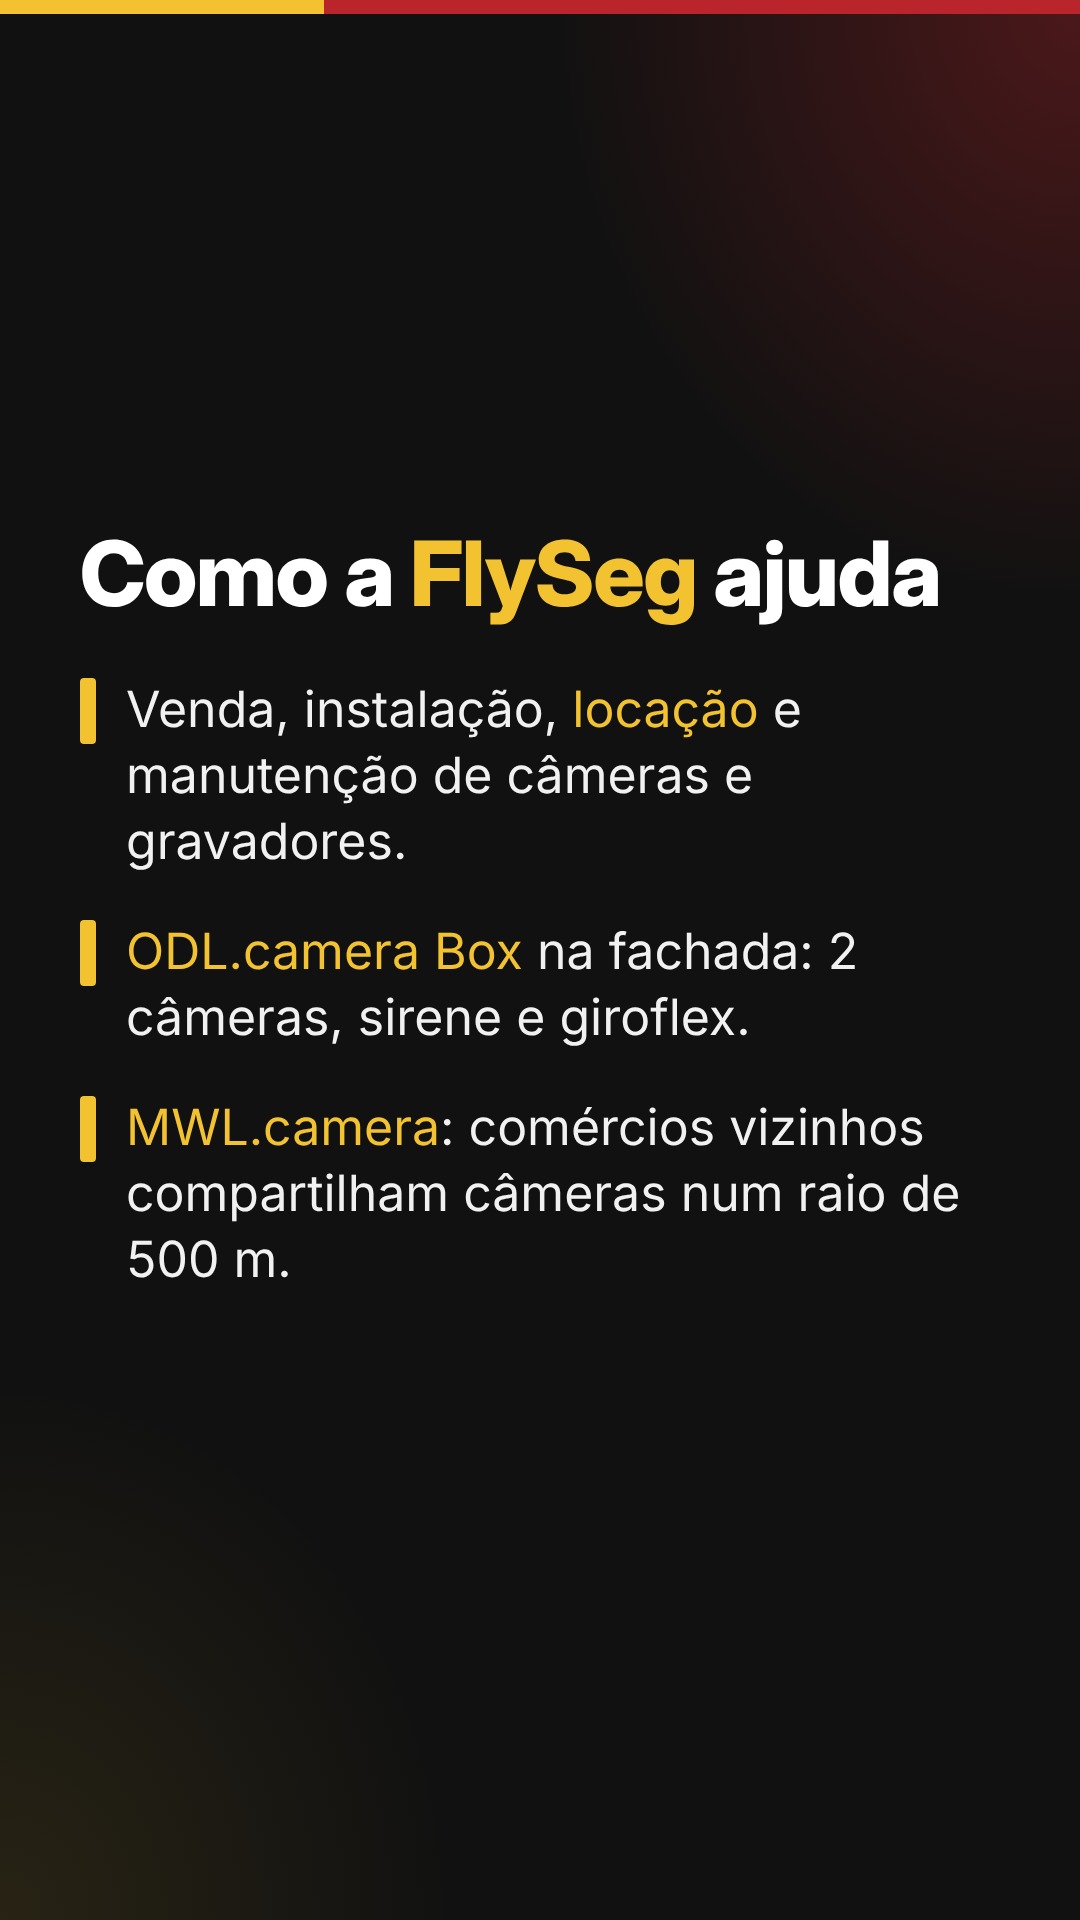 Como a FlySeg ajuda
Venda, instalação, locação e
manutenção de câmeras e
gravadores.
ODL.camera Box na fachada: 2
câmeras, sirene e giroflex.
MWL.camera: comércios vizinhos
compartilham câmeras num raio de
500 m.